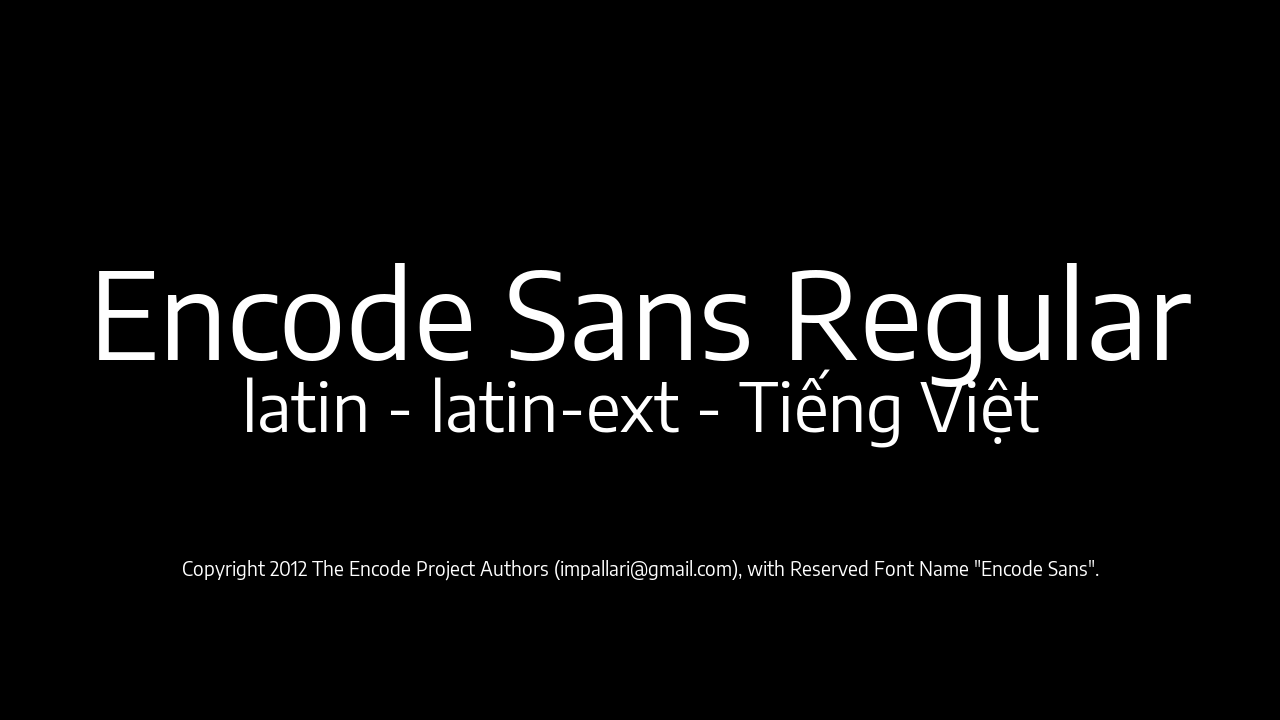 Encode Sans Regular
latin - latin-ext - Tiếng Việt
Copyright 2012 The Encode Project Authors (impallari@gmail.com), with Reserved Font Name "Encode Sans".